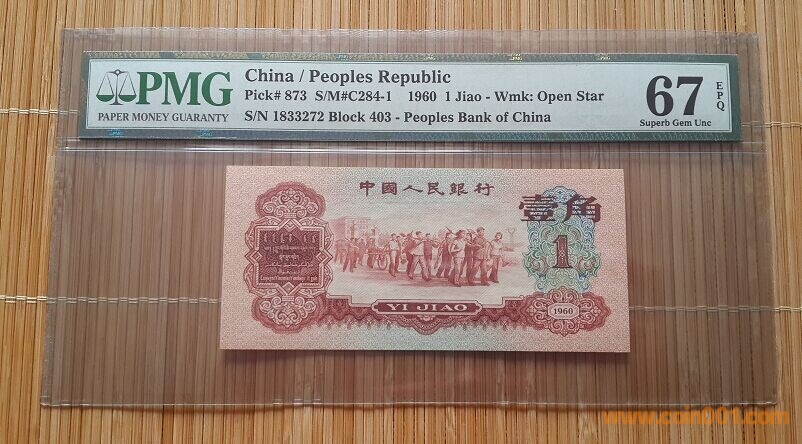 PMG
PAPER MONEY GUARANTY
China / Peoples Republic
Pick# 873 S/M#C284-1 1960 1 Jiao - Wmk: Open Star
S/N 1833272 Block 403 - Peoples Bank of China
67
EPQ
Superb Gem Unc
中國人民银行
壹角
1
YI JIAO
1960
www.coin001.com